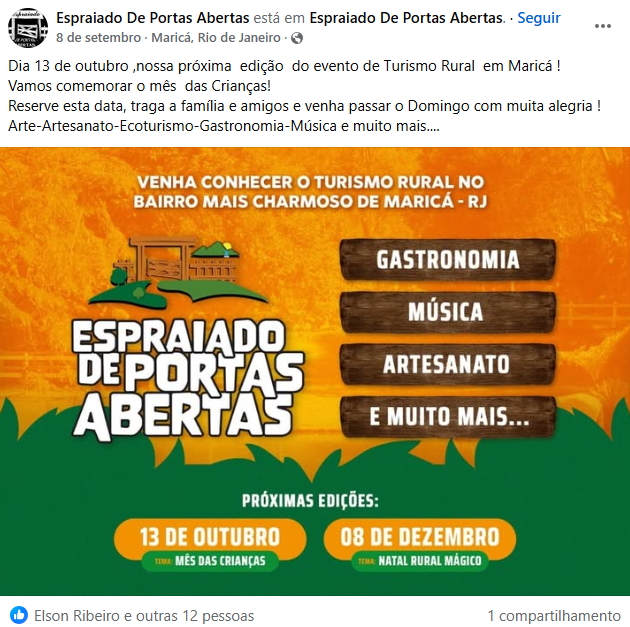 Espraiado De Portas Abertas está em Espraiado De Portas Abertas. · Seguir
8 de setembro · Maricá, Rio de Janeiro ·
Dia 13 de outubro ,nossa próxima edição do evento de Turismo Rural em Maricá !
Vamos comemorar o mês das Crianças!
Reserve esta data, traga a família e amigos e venha passar o Domingo com muita alegria !
Arte-Artesanato-Ecoturismo-Gastronomia-Música e muito mais....
VENHA CONHECER O TURISMO RURAL NO
BAIRRO MAIS CHARMOSO DE MARICÁ - RJ
ESPRAIADO
DE PORTAS
ABERTAS
GASTRONOMIA
MÚSICA
ARTESANATO
E MUITO MAIS...
PRÓXIMAS EDIÇÕES:
13 DE OUTUBRO
TEMA: MÊS DAS CRIANÇAS
08 DE DEZEMBRO
TEMA: NATAL RURAL MÁGICO
Elson Ribeiro e outras 12 pessoas
1 compartilhamento